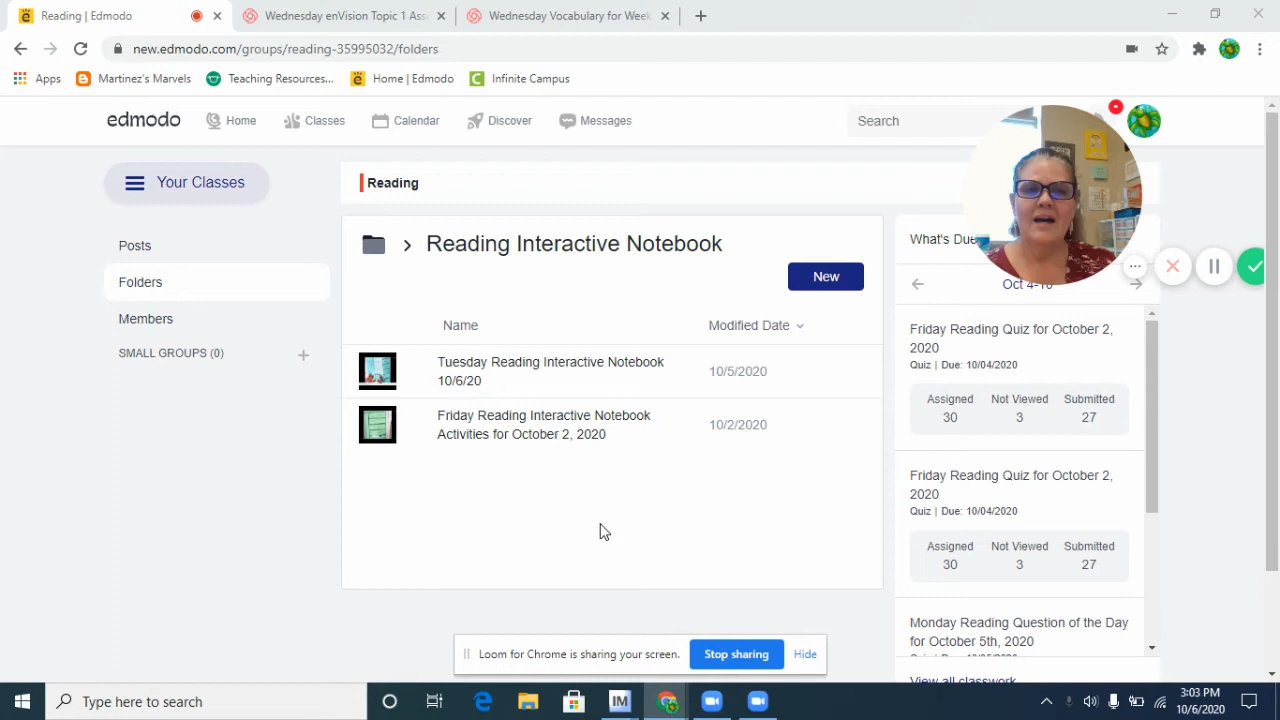 Reading | Edmodo
Wednesday enVision Topic 1 Ass
Wednesday Vocabulary for Week
new.edmodo.com/groups/reading-35995032/folders
Apps
Martinez's Marvels
Teaching Resources...
Home | Edmodo
Infinite Campus
edmodo
Home
Classes
Calendar
Discover
Messages
Search
Your Classes
Posts
Folders
Members
SMALL GROUPS (0)
Reading
Reading Interactive Notebook
New
Name
Modified Date
Tuesday Reading Interactive Notebook
10/6/20
10/5/2020
Friday Reading Interactive Notebook
Activities for October 2, 2020
10/2/2020
What's Due
Oct 4-10
Friday Reading Quiz for October 2,
2020
Quiz | Due: 10/04/2020
Assigned Not Viewed Submitted
30 3 27
Friday Reading Quiz for October 2,
2020
Quiz | Due: 10/04/2020
Assigned Not Viewed Submitted
30 3 27
Monday Reading Question of the Day
for October 5th, 2020
View all classwork
Loom for Chrome is sharing your screen.
Stop sharing
Hide
Type here to search
IM
3:03 PM
10/6/2020